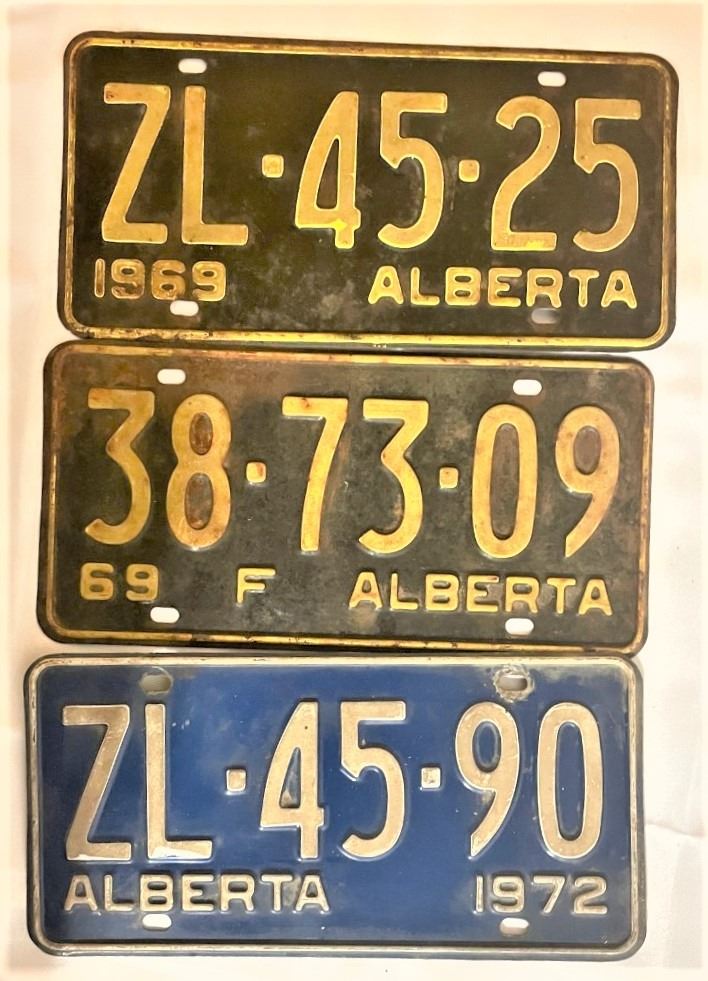 ZL·45·25
1969 ALBERTA
38·73·09
69 F ALBERTA
ZL·45·90
ALBERTA 1972